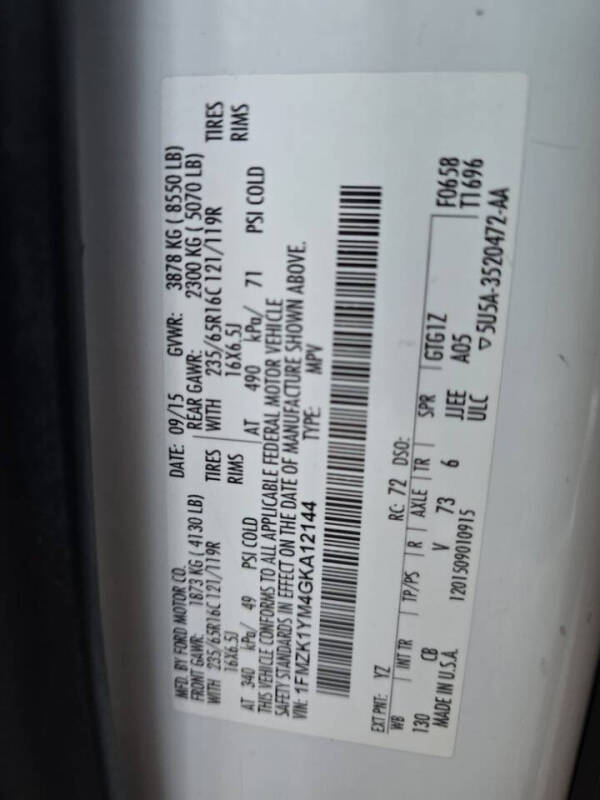 MFD. BY FORD MOTOR CO. DATE: 09/15 GVWR: 3878 KG ( 8550 LB)
FRONT GAWR: 1873 KG ( 4130 LB) REAR GAWR: 2300 KG ( 5070 LB)
WITH 235/65R16C 121/119R TIRES WITH 235/65R16C 121/119R TIRES
16X6.5J RIMS 16X6.5J RIMS
AT 340 kPa/ 49 PSI COLD AT 490 kPa/ 71 PSI COLD
THIS VEHICLE CONFORMS TO ALL APPLICABLE FEDERAL MOTOR VEHICLE
SAFETY STANDARDS IN EFFECT ON THE DATE OF MANUFACTURE SHOWN ABOVE.
VIN: 1FMZK1YM4GKA12144 TYPE: MPV
EXT PNT: YZ RC: 72 DSO: F0658
WB INT TR TP/PS R AXLE TR SPR GTG1Z T1696
130 CB V 73 6 JJEE A05
MADE IN U.S.A. 1201509010915 ULC ▽5U5A-3520472-AA